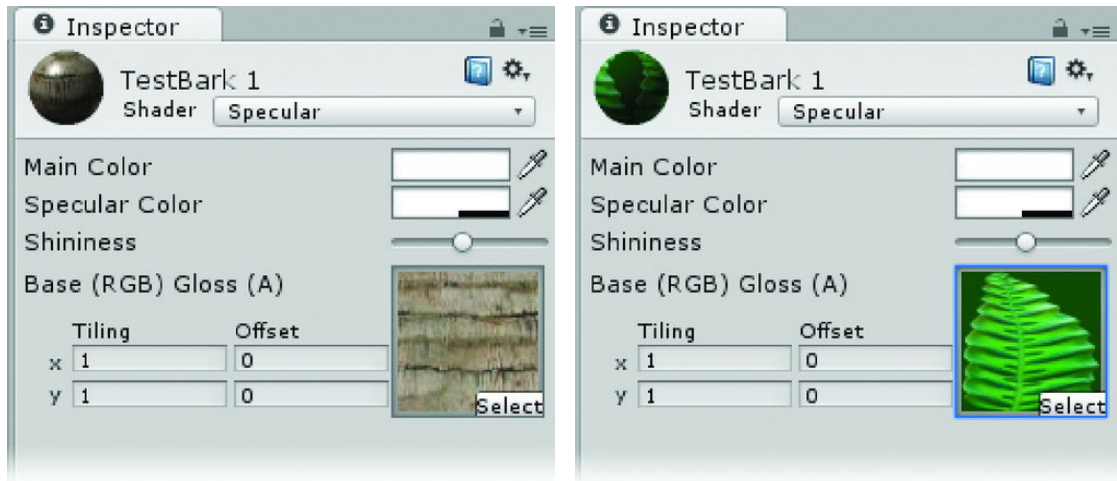 Inspector
TestBark 1
Shader Specular
Main Color
Specular Color
Shininess
Base (RGB) Gloss (A)
Tiling Offset
x 1 0
y 1 0
Select
Inspector
TestBark 1
Shader Specular
Main Color
Specular Color
Shininess
Base (RGB) Gloss (A)
Tiling Offset
x 1 0
y 1 0
Select